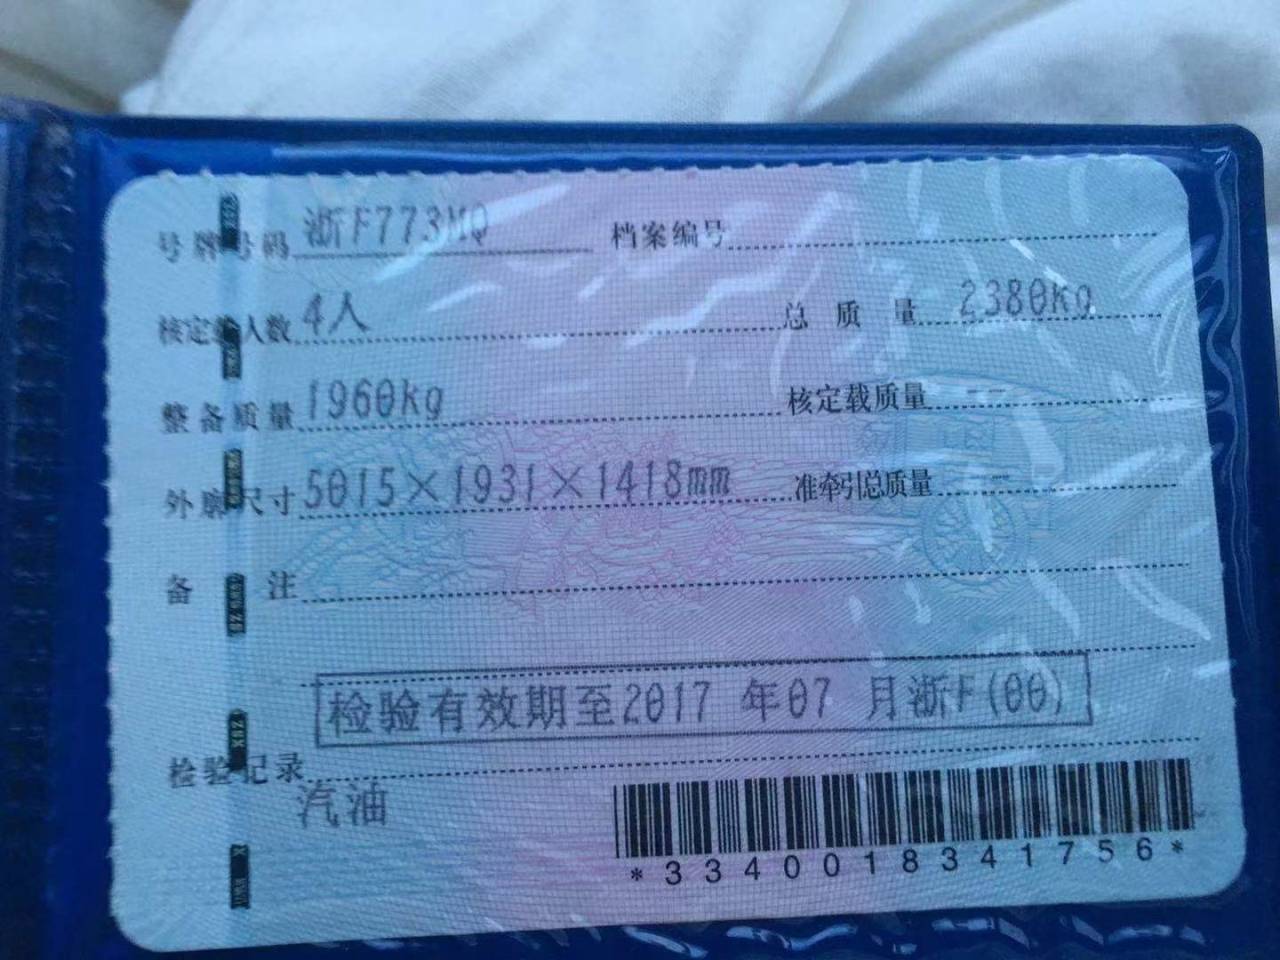 号牌号码 浙F773MQ 档案编号
核定载人数 4人 总质量 2380kg
整备质量 1960kg 核定载质量 --
外廓尺寸 5015×1931×1418mm 准牵引总质量 --
备注
检验有效期至2017 年07 月浙F(00)
检验记录
汽油
*3340018341756*